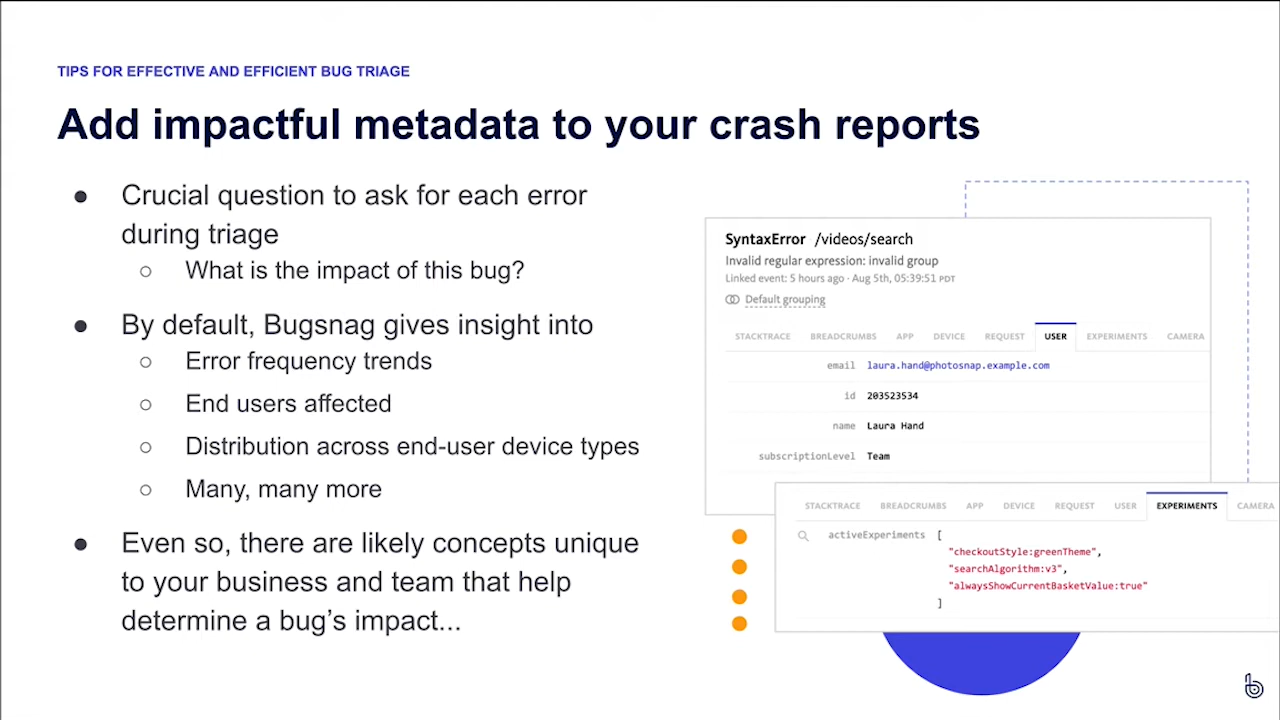 TIPS FOR EFFECTIVE AND EFFICIENT BUG TRIAGE
Add impactful metadata to your crash reports
● Crucial question to ask for each error
during triage
○ What is the impact of this bug?
● By default, Bugsnag gives insight into
○ Error frequency trends
○ End users affected
○ Distribution across end-user device types
○ Many, many more
● Even so, there are likely concepts unique
to your business and team that help
determine a bug's impact...
SyntaxError /videos/search
Invalid regular expression: invalid group
Linked event: 5 hours ago · Aug 5th, 05:39:51 PDT
Default grouping
STACKTRACE BREADCRUMBS APP DEVICE REQUEST USER EXPERIMENTS CAMERA
email laura.hand@photosnap.example.com
id 203523534
name Laura Hand
subscriptionLevel Team
STACKTRACE BREADCRUMBS APP DEVICE REQUEST USER EXPERIMENTS CAMERA
activeExperiments [
"checkoutStyle:greenTheme",
"searchAlgorithm:v3",
"alwaysShowCurrentBasketValue:true"
]